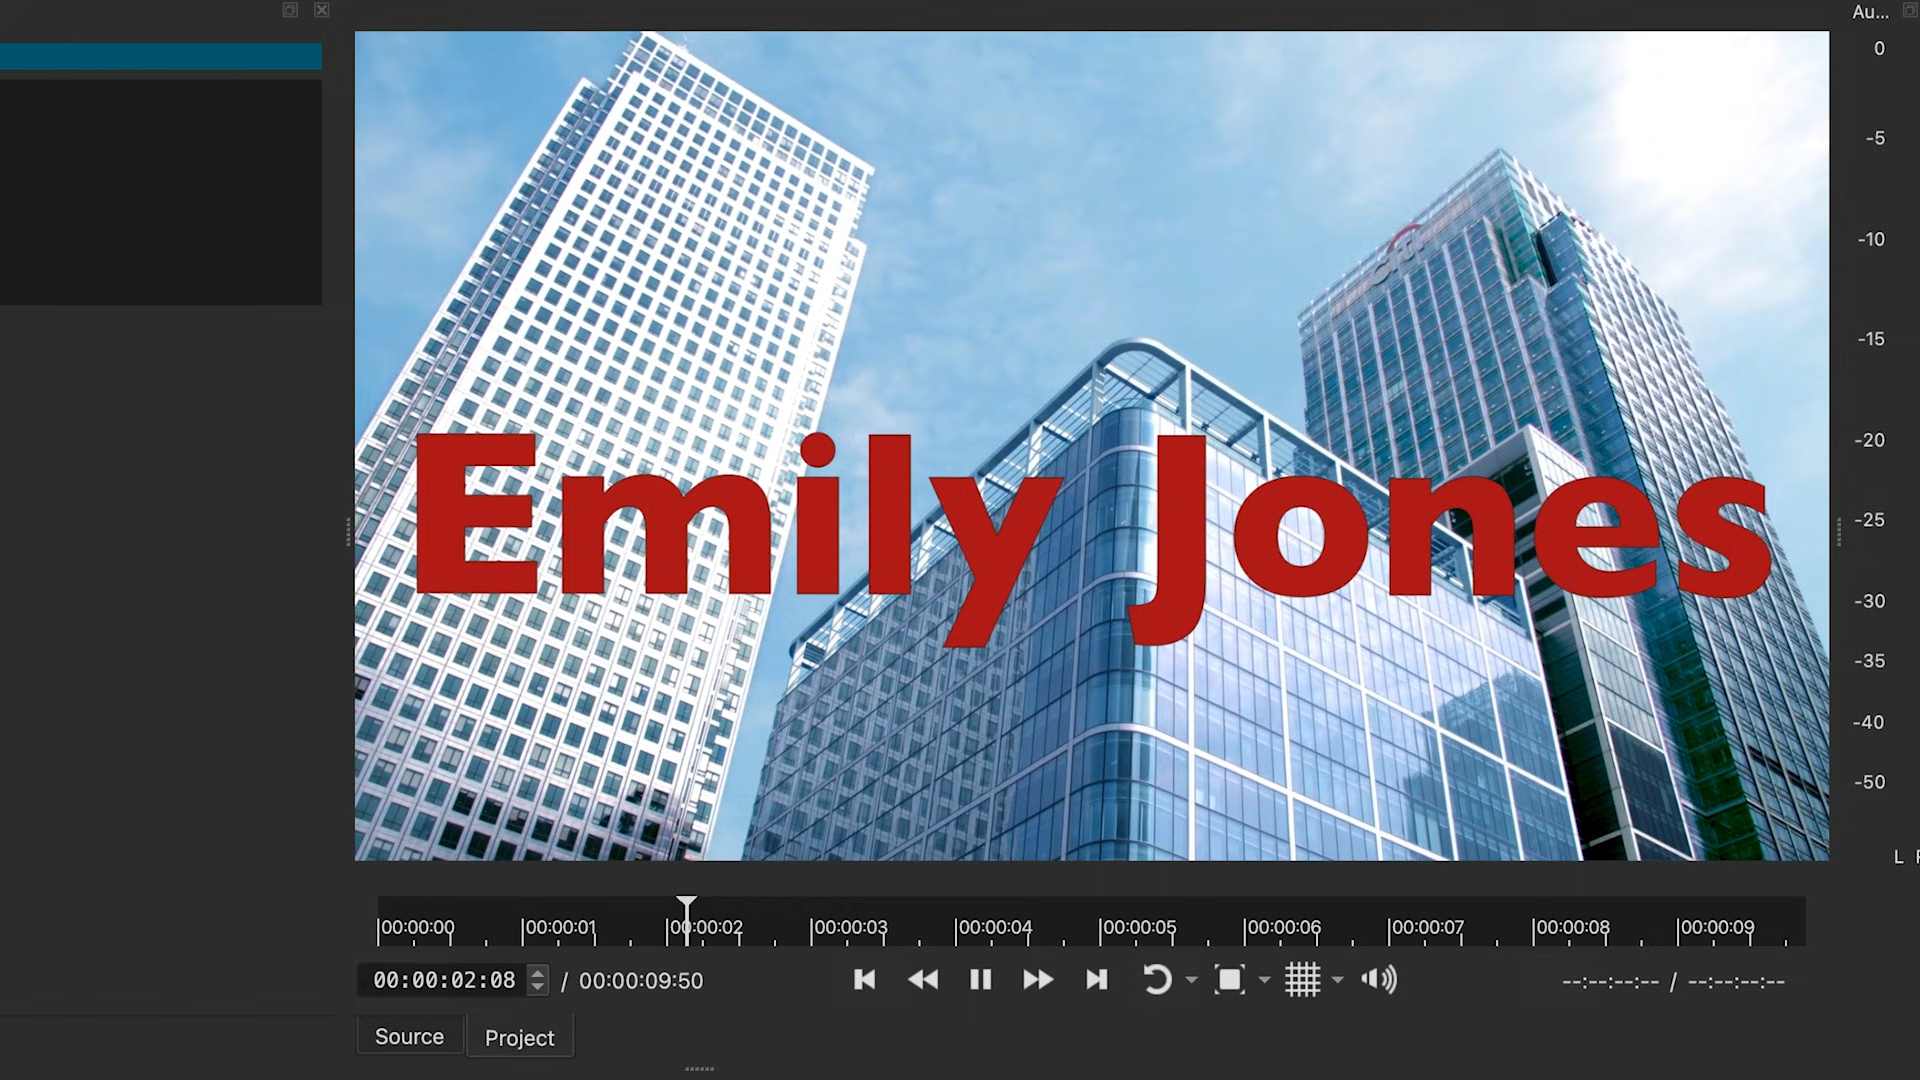 Au...
0
-5
-10
-15
-20
-25
-30
-35
-40
-50
L
citi
Emily Jones
00:00:00 00:00:01 00:00:02 00:00:03 00:00:04 00:00:05 00:00:06 00:00:07 00:00:08 00:00:09
00:00:02:08 / 00:00:09:50 --:--:--:-- / --:--:--:--
Source Project